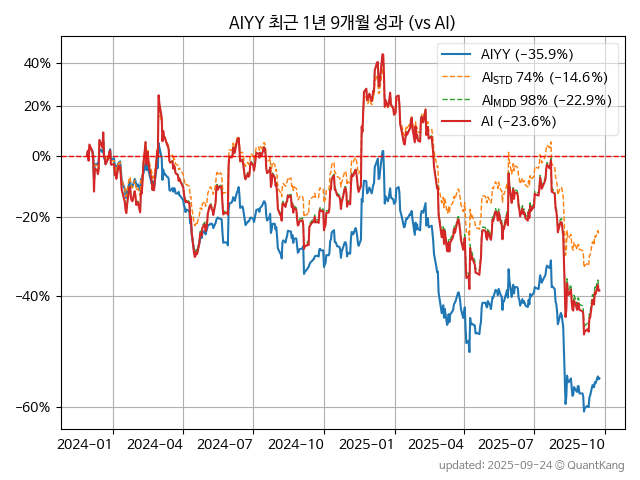 AIYY 최근 1년 9개월 성과 (vs AI)
AIYY (−35.9%)
AISTD 74% (−14.6%)
AIMDD 98% (−22.9%)
AI (−23.6%)
40%
20%
0%
−20%
−40%
−60%
2024-01 2024-04 2024-07 2024-10 2025-01 2025-04 2025-07 2025-10
updated: 2025-09-24 © QuantKang